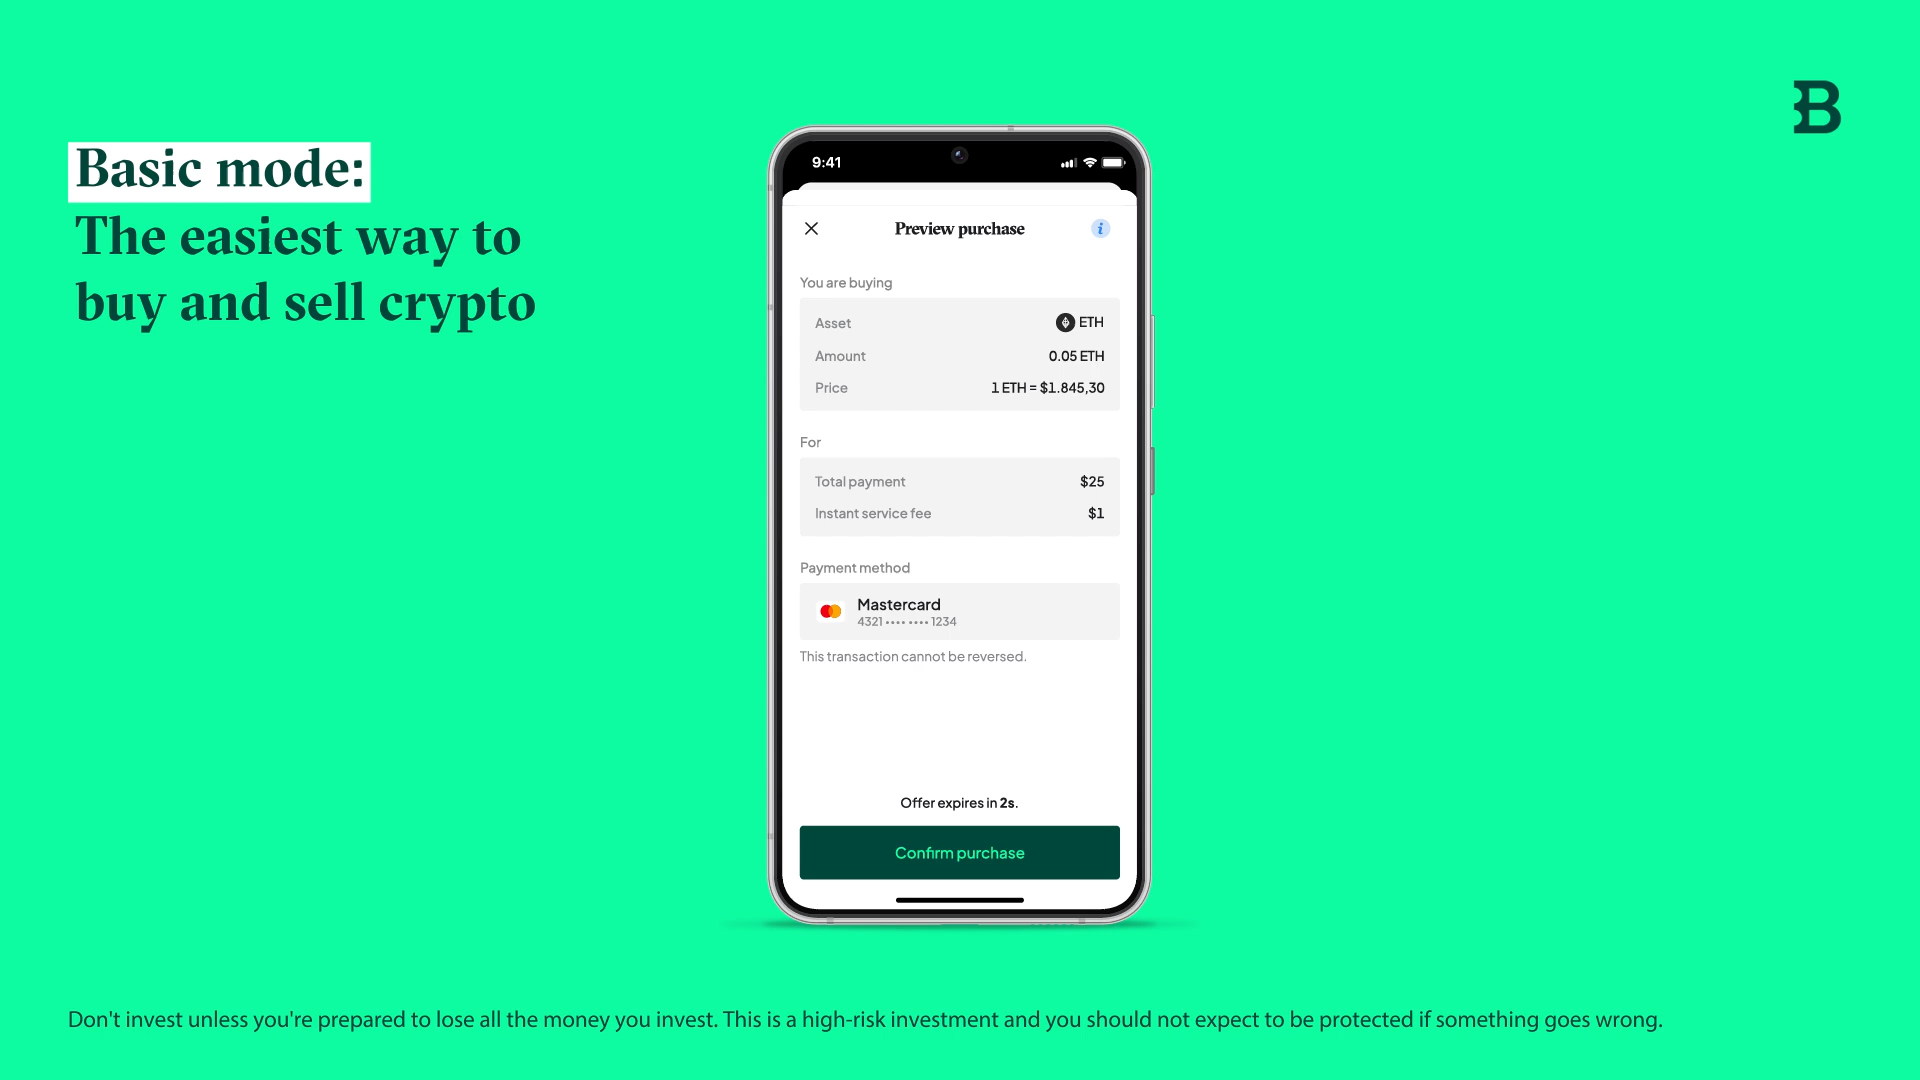 Basic mode:
The easiest way to
buy and sell crypto
B
9:41
Preview purchase
i
You are buying
Asset ETH
Amount 0.05 ETH
Price 1 ETH = $1.845,30
For
Total payment $25
Instant service fee $1
Payment method
Mastercard
4321 •••• •••• 1234
This transaction cannot be reversed.
Offer expires in 2s.
Confirm purchase
Don't invest unless you're prepared to lose all the money you invest. This is a high-risk investment and you should not expect to be protected if something goes wrong.